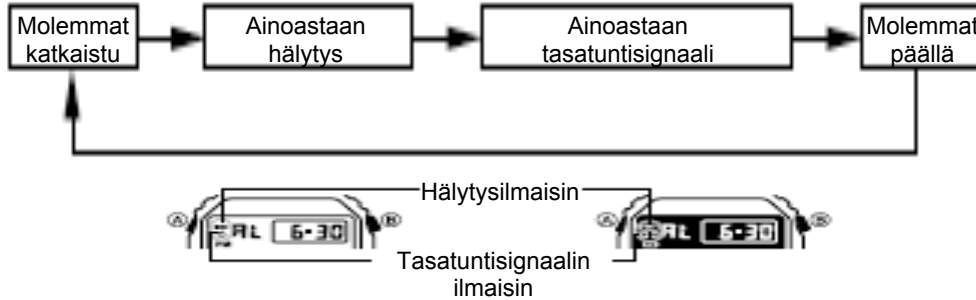 Molemmat
katkaistu
Ainoastaan
hälytys
Ainoastaan
tasatuntisignaali
Molemmat
päällä
Hälytysilmaisin
A
AL 6-30
B
A
AL 6-30
B
Tasatuntisignaalin
ilmaisin